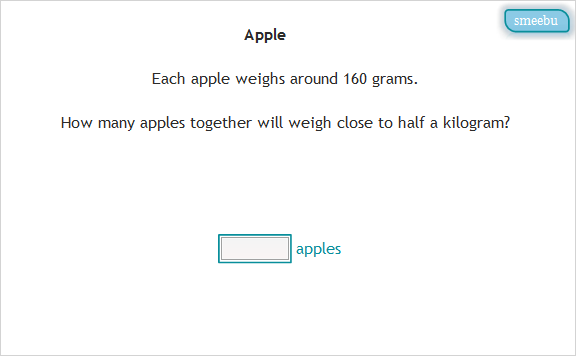 smeebu
Apple
Each apple weighs around 160 grams.
How many apples together will weigh close to half a kilogram?
apples